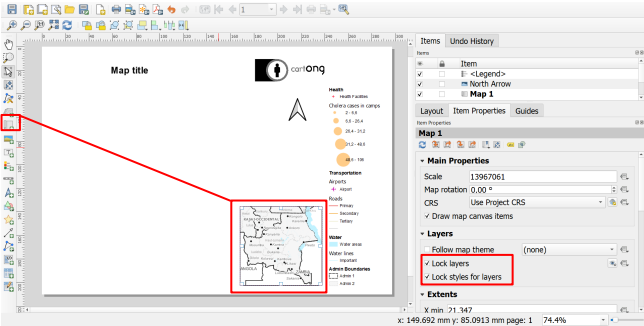 1
Items
Undo History
Items
Item
<Legend>
North Arrow
Map 1
Layout
Item Properties
Guides
Item Properties
Map 1
Main Properties
Scale
13967061
Map rotation
0.00 °
CRS
Use Project CRS
Draw map canvas items
Layers
Follow map theme
(none)
Lock layers
Lock styles for layers
Extents
X min
21.347
x: 149.692 mm y: 85.0913 mm page: 1
74.4%
Map title
cartONG
Health
Health Facilities
Cholera cases in camps
2 - 6.8
6.8 - 26.4
26.4 - 31.2
31.2 - 48.6
48.6 - 106
Transportation
Airports
Airport
Roads
Primary
Secondary
Tertiary
Water
Water areas
Water lines
Important
Admin Boundaries
Admin 1
Admin 2
ANGOLA
ZAMBIA